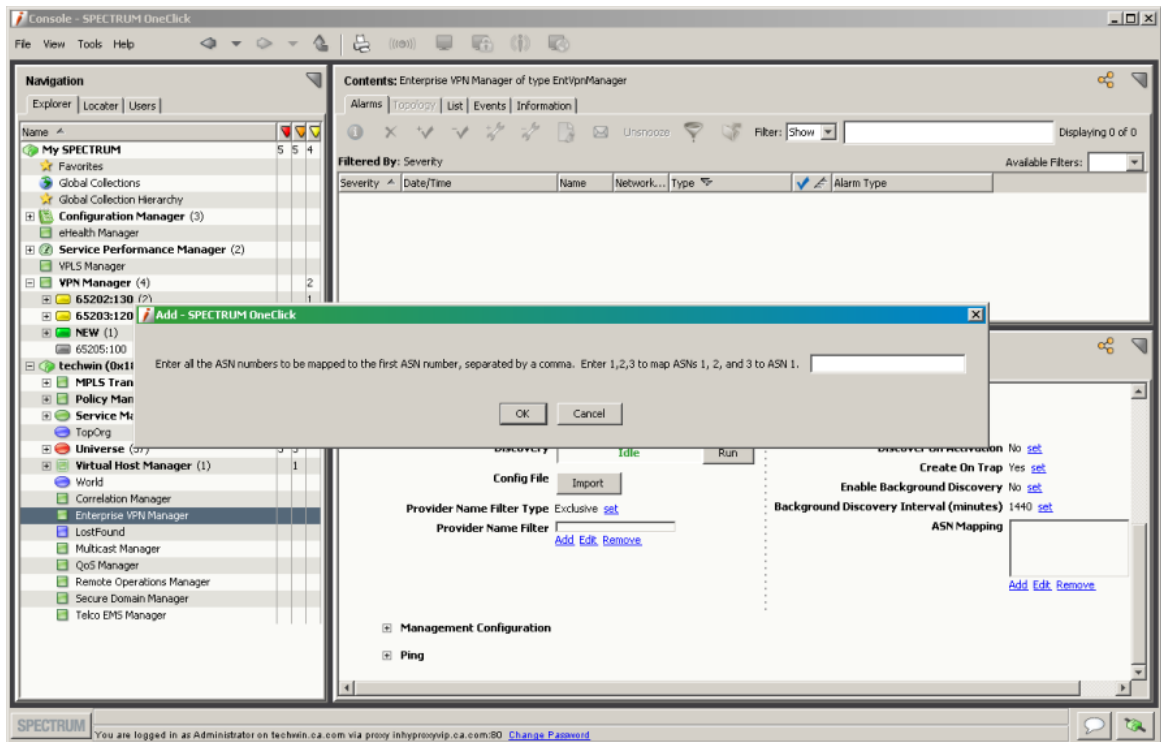 Console - SPECTRUM OneClick
File View Tools Help
Navigation
Explorer Locater Users
Name
My SPECTRUM 5 5 4
Favorites
Global Collections
Global Collection Hierarchy
Configuration Manager (3)
eHealth Manager
Service Performance Manager (2)
VPLS Manager
VPN Manager (4) 2
65202:130 (2) 1
65203:120
NEW (1)
65205:100
techwin (0x1
MPLS Tran
Policy Man
Service Ma
TopOrg
Universe (57) 5 5
Virtual Host Manager (1) 1
World
Correlation Manager
Enterprise VPN Manager
LostFound
Multicast Manager
QoS Manager
Remote Operations Manager
Secure Domain Manager
Telco EMS Manager
Contents: Enterprise VPN Manager of type EntVpnManager
Alarms Topology List Events Information
Unsnooze Filter: Show Displaying 0 of 0
Filtered By: Severity Available Filters:
Severity Date/Time Name Network... Type Alarm Type
Add - SPECTRUM OneClick
Enter all the ASN numbers to be mapped to the first ASN number, separated by a comma. Enter 1,2,3 to map ASNs 1, 2, and 3 to ASN 1.
OK Cancel
Discovery Idle Run
Config File Import
Provider Name Filter Type Exclusive set
Provider Name Filter
Add Edit Remove
Discover On Activation No set
Create On Trap Yes set
Enable Background Discovery No set
Background Discovery Interval (minutes) 1440 set
ASN Mapping
Add Edit Remove
Management Configuration
Ping
SPECTRUM
You are logged in as Administrator on techwin.ca.com via proxy inhyproxyvip.ca.com:80 Change Password